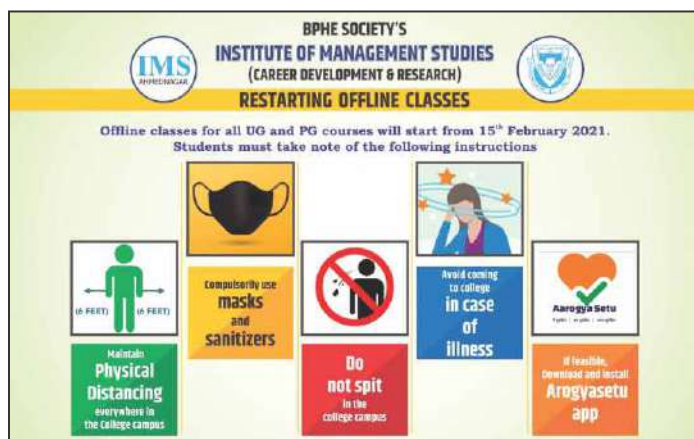 BPHE SOCIETY'S
INSTITUTE OF MANAGEMENT STUDIES
(CAREER DEVELOPMENT & RESEARCH)
IMS
AHMEDNAGAR
RESTARTING OFFLINE CLASSES
Offline classes for all UG and PG courses will start from 15th February 2021.
Students must take note of the following instructions
(6 FEET) (6 FEET)
Maintain
Physical
Distancing
everywhere in
the College campus
Compulsorily use
masks
and
sanitizers
Do
not spit
in the
college campus
Avoid coming
to college
in case
of
illness
Aarogya Setu
If feasible,
Download and install
Arogyasetu
app